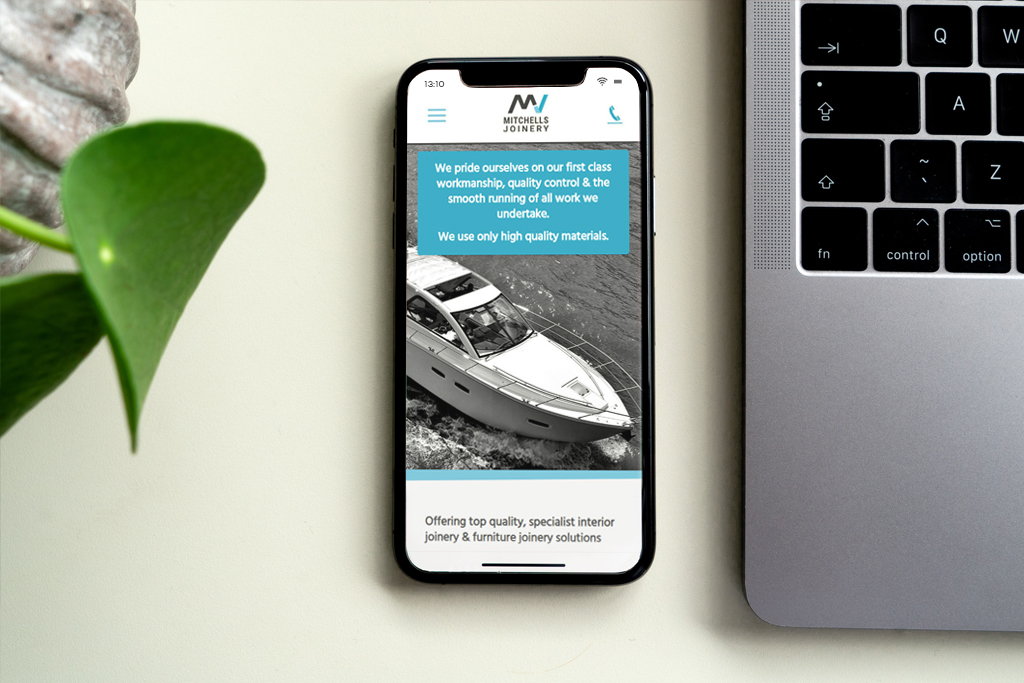 13:10
MITCHELLS
JOINERY
We pride ourselves on our first class
workmanship, quality control & the
smooth running of all work we
undertake.
We use only high quality materials.
Offering top quality, specialist interior
joinery & furniture joinery solutions
Q
W
A
~
`
Z
fn
control
option